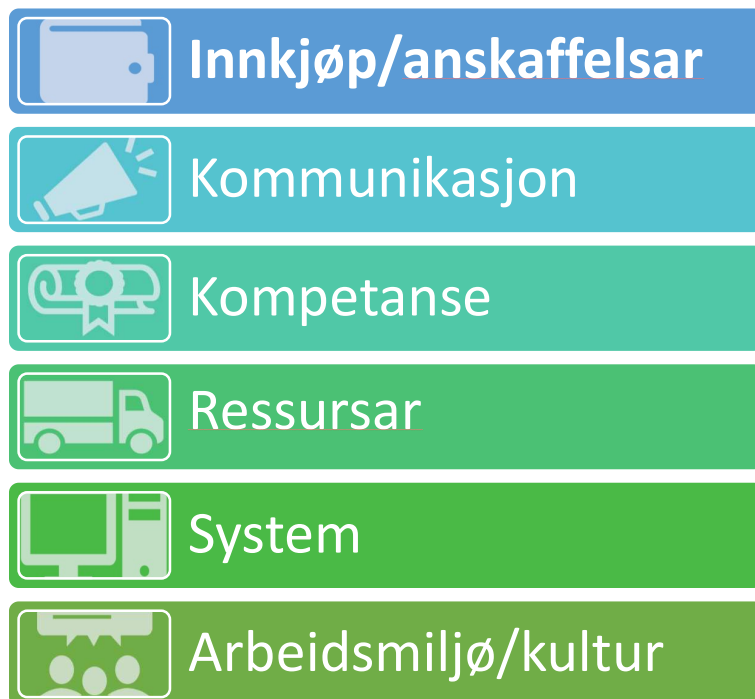 Innkjøp/anskaffelsar
Kommunikasjon
Kompetanse
Ressursar
System
Arbeidsmiljø/kultur